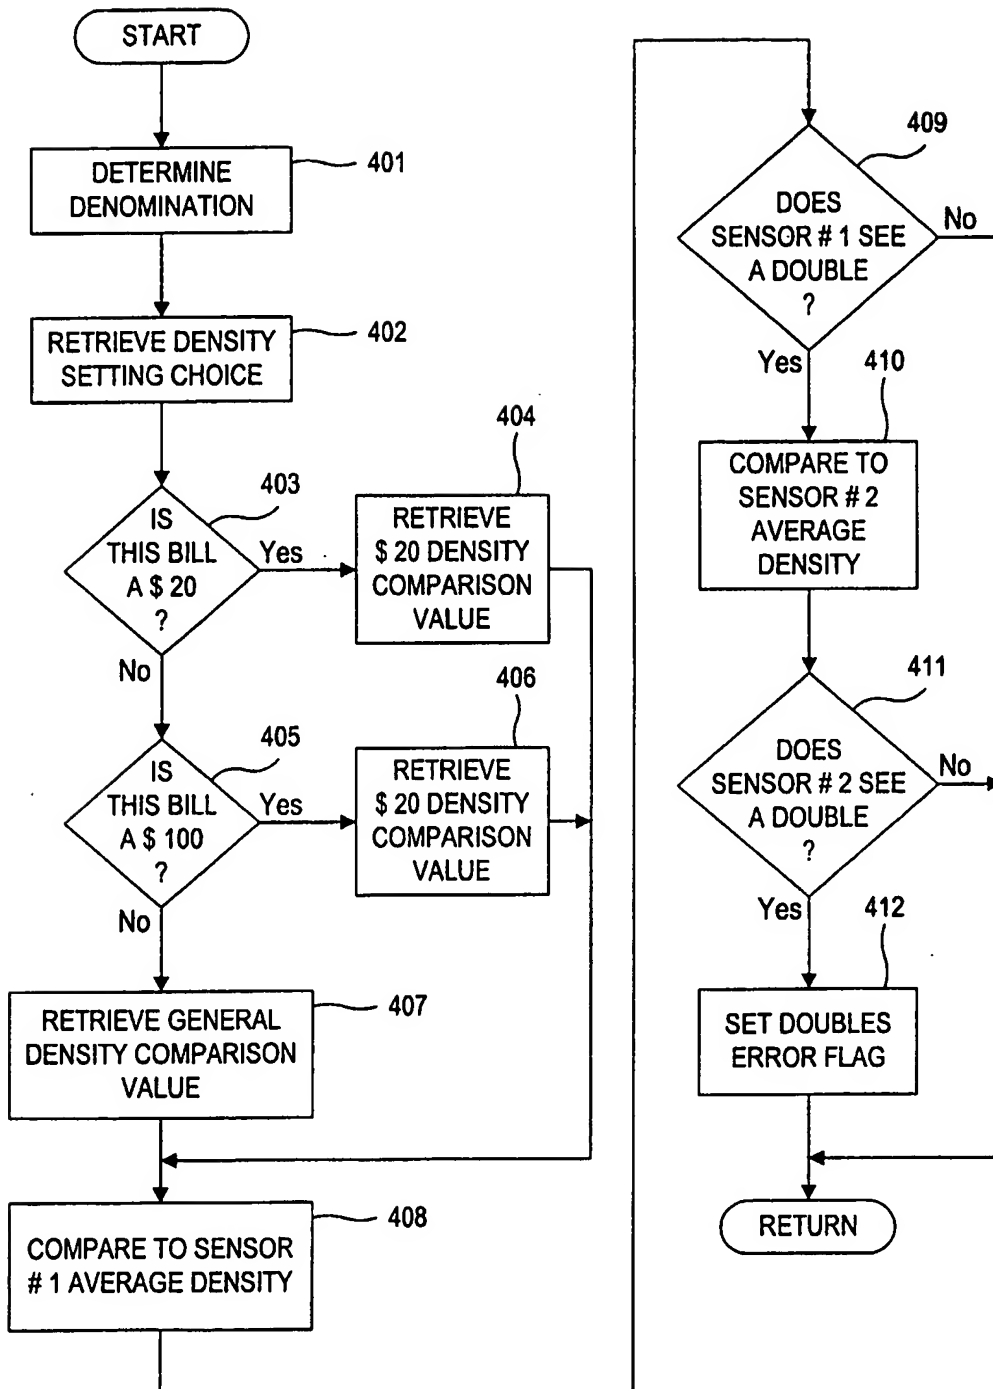 START
DETERMINE
DENOMINATION
401
RETRIEVE DENSITY
SETTING CHOICE
402
IS
THIS BILL
A $ 20
?
403
Yes
No
RETRIEVE
$ 20 DENSITY
COMPARISON
VALUE
404
IS
THIS BILL
A $ 100
?
405
Yes
No
RETRIEVE
$ 20 DENSITY
COMPARISON
VALUE
406
RETRIEVE GENERAL
DENSITY COMPARISON
VALUE
407
COMPARE TO SENSOR
# 1 AVERAGE DENSITY
408
DOES
SENSOR # 1 SEE
A DOUBLE
?
409
No
Yes
COMPARE TO
SENSOR # 2
AVERAGE
DENSITY
410
DOES
SENSOR # 2 SEE
A DOUBLE
?
411
No
Yes
SET DOUBLES
ERROR FLAG
412
RETURN